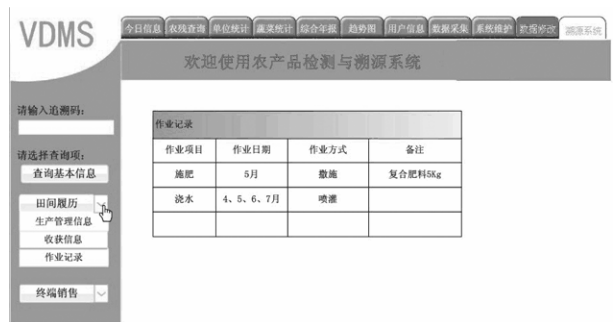 VDMS
今日信息 农残查询 单位统计 蔬菜统计 综合年报 趋势图 用户信息 数据采集 系统维护 数据修改 溯源系统
欢迎使用农产品检测与溯源系统
请输入追溯码：
请选择查询项：
查询基本信息
田间履历
生产管理信息
收获信息
作业记录
终端销售
作业记录
作业项目 作业日期 作业方式 备注
施肥 5月 撒施 复合肥料5Kg
浇水 4、5、6、7月 喷灌